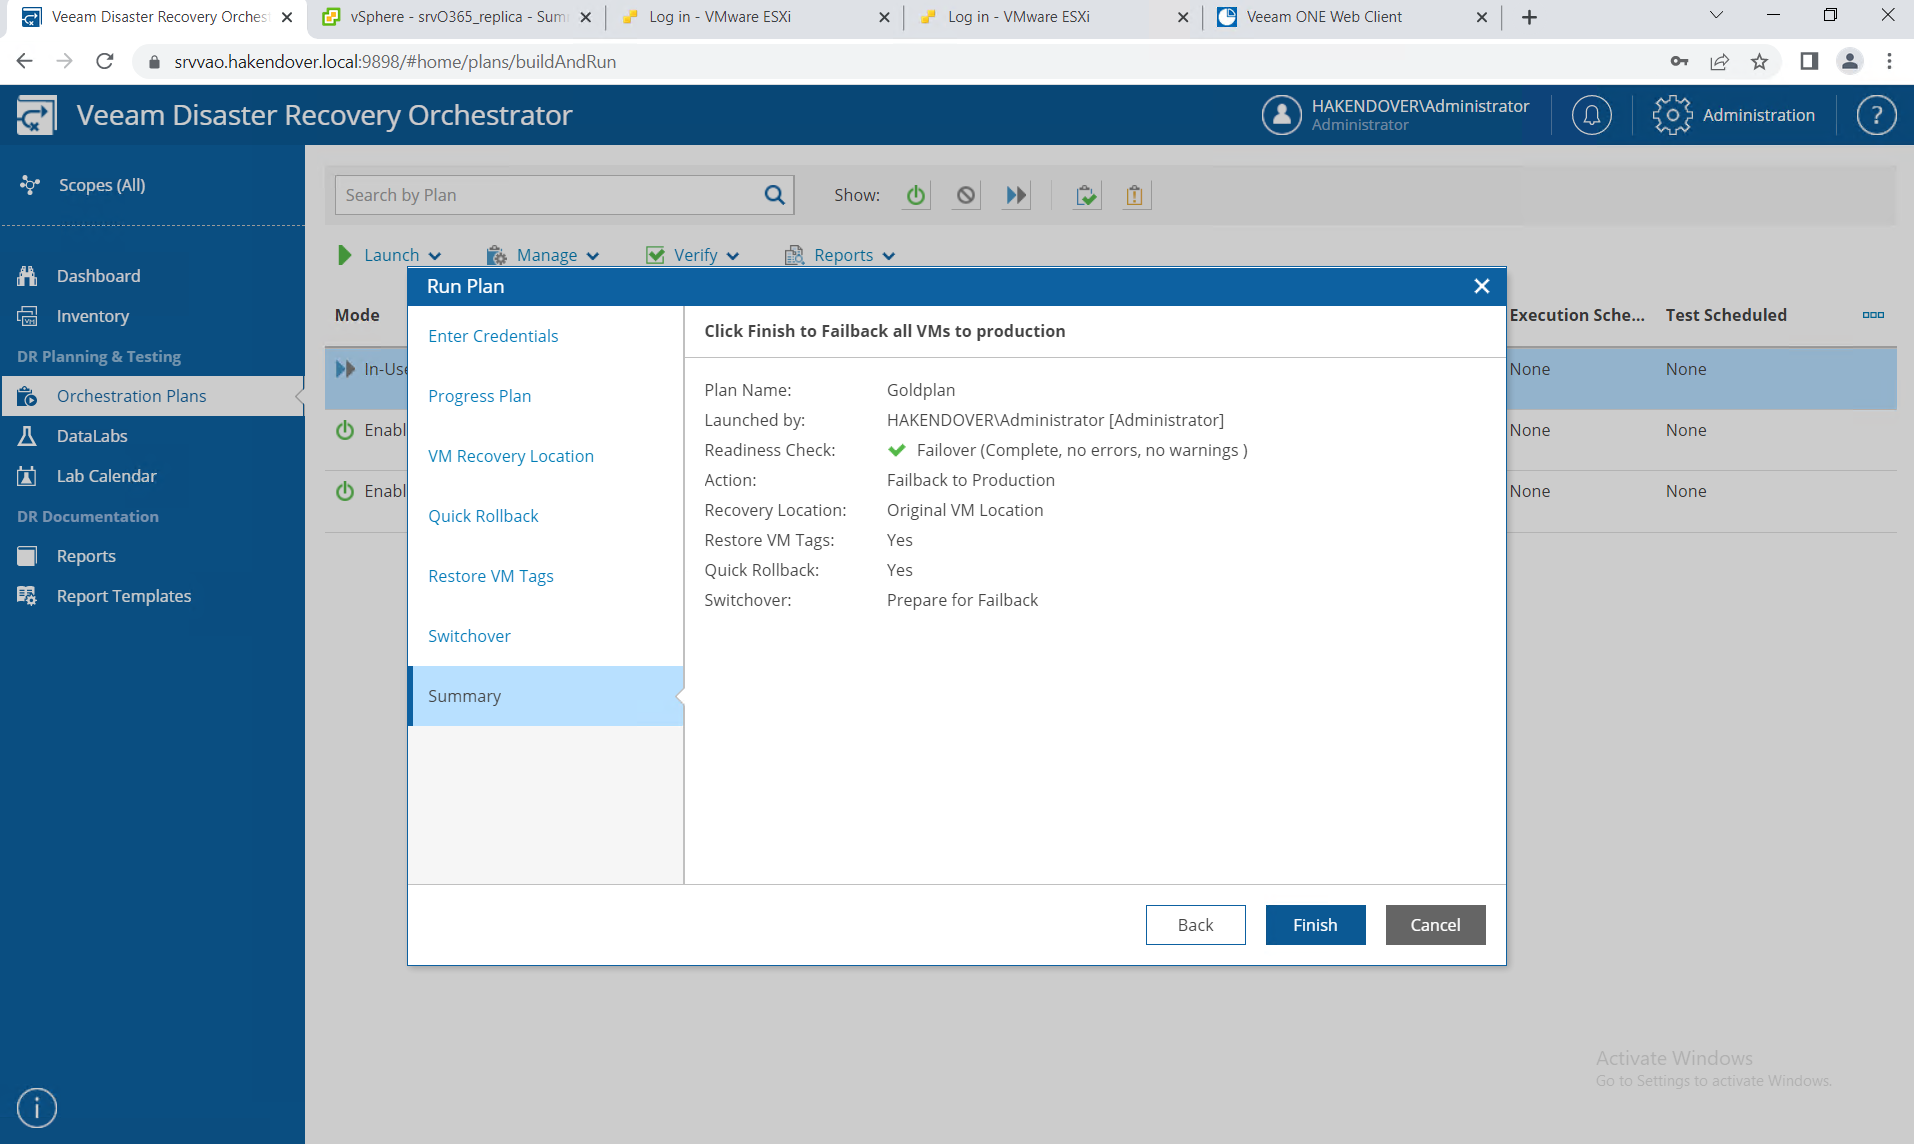 Veeam Disaster Recovery Orchest
vSphere - srvO365_replica - Sum
Log in - VMware ESXi
Log in - VMware ESXi
Veeam ONE Web Client
srvvao.hakendover.local:9898/#home/plans/buildAndRun
Veeam Disaster Recovery Orchestrator
HAKENDOVER\Administrator
Administrator
Administration
?
Scopes (All)
Dashboard
Inventory
DR Planning & Testing
Orchestration Plans
DataLabs
Lab Calendar
DR Documentation
Reports
Report Templates
Search by Plan
Show:
Launch
Manage
Verify
Reports
Mode
Execution Sche...
Test Scheduled
In-Use
None
None
Enabl
None
None
Enabl
None
None
Run Plan
Enter Credentials
Progress Plan
VM Recovery Location
Quick Rollback
Restore VM Tags
Switchover
Summary
Click Finish to Failback all VMs to production
Plan Name: Goldplan
Launched by: HAKENDOVER\Administrator [Administrator]
Readiness Check: Failover (Complete, no errors, no warnings )
Action: Failback to Production
Recovery Location: Original VM Location
Restore VM Tags: Yes
Quick Rollback: Yes
Switchover: Prepare for Failback
Back
Finish
Cancel
Activate Windows
Go to Settings to activate Windows.